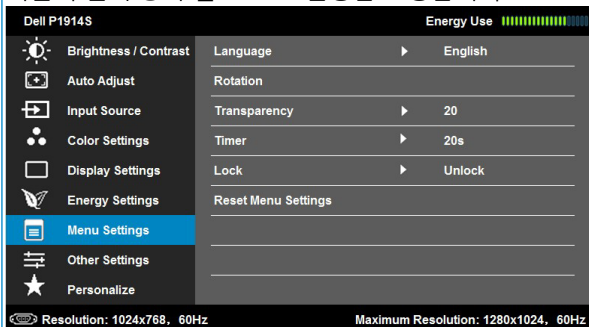 Dell P1914S Energy Use
Brightness / Contrast Language English
Auto Adjust Rotation
Input Source Transparency 20
Color Settings Timer 20s
Display Settings Lock Unlock
Energy Settings Reset Menu Settings
Menu Settings
Other Settings
Personalize
Resolution: 1024x768, 60Hz Maximum Resolution: 1280x1024, 60Hz